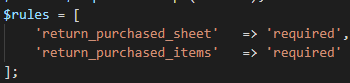 $rules = [
    'return_purchased_sheet'   => 'required',
    'return_purchased_items'   => 'required'
];